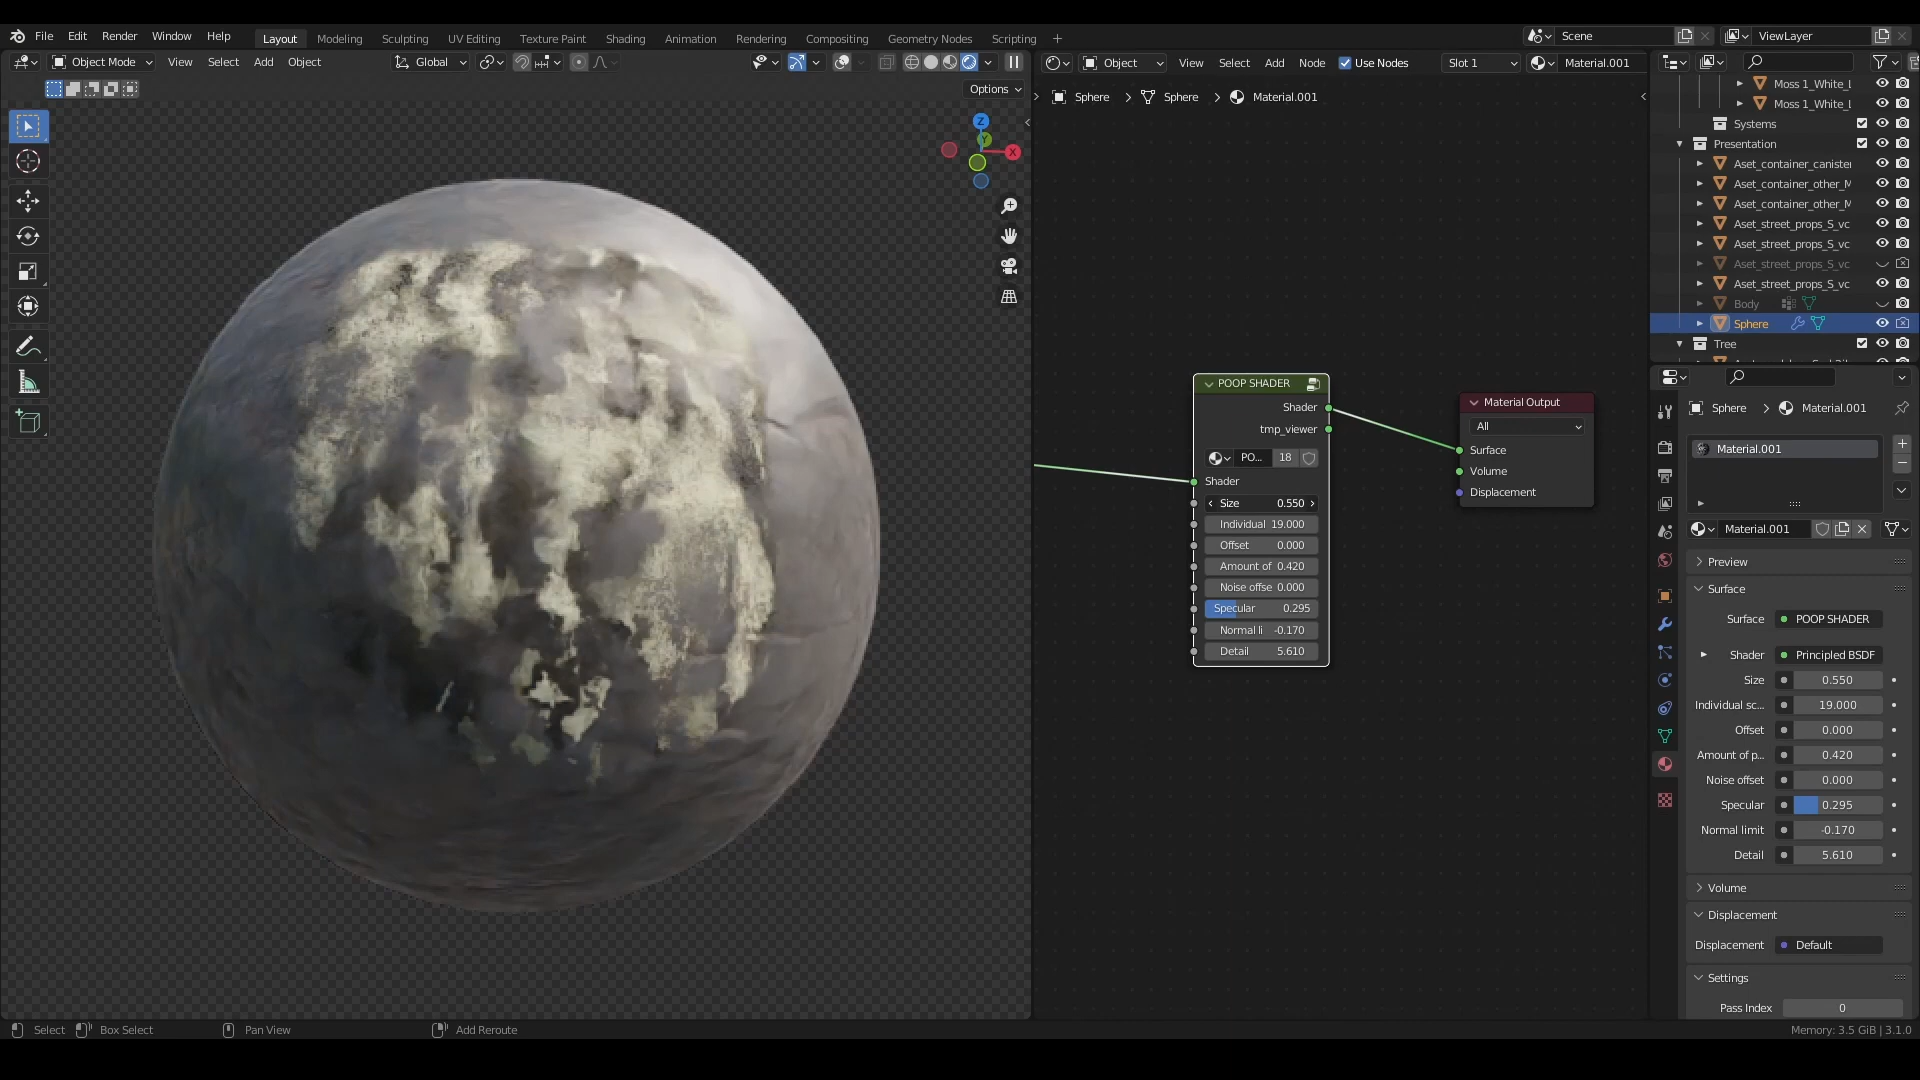 File Edit Render Window Help
Layout Modeling Sculpting UV Editing Texture Paint Shading Animation Rendering Compositing Geometry Nodes Scripting +
Scene
ViewLayer
Object Mode View Select Add Object
Global
Options
Object View Select Add Node Use Nodes Slot 1 Material.001
Sphere > Sphere > Material.001
Z
Y
X
POOP SHADER
Shader
tmp_viewer
PO... 18
Shader
Size 0.550
Individual 19.000
Offset 0.000
Amount of 0.420
Noise offse 0.000
Specular 0.295
Normal li -0.170
Detail 5.610
Material Output
All
Surface
Volume
Displacement
Moss 1_White_l
Moss 1_White_l
Systems
Presentation
Aset_container_canister
Aset_container_other_M
Aset_container_other_M
Aset_street_props_S_vc
Aset_street_props_S_vc
Aset_street_props_S_vc
Aset_street_props_S_vc
Body
Sphere
Tree
Sphere > Material.001
Material.001
Material.001
Preview
Surface
Surface POOP SHADER
Shader Principled BSDF
Size 0.550
Individual sc... 19.000
Offset 0.000
Amount of p... 0.420
Noise offset 0.000
Specular 0.295
Normal limit -0.170
Detail 5.610
Volume
Displacement
Displacement Default
Settings
Pass Index 0
Select Box Select Pan View Add Reroute
Memory: 3.5 GiB | 3.1.0